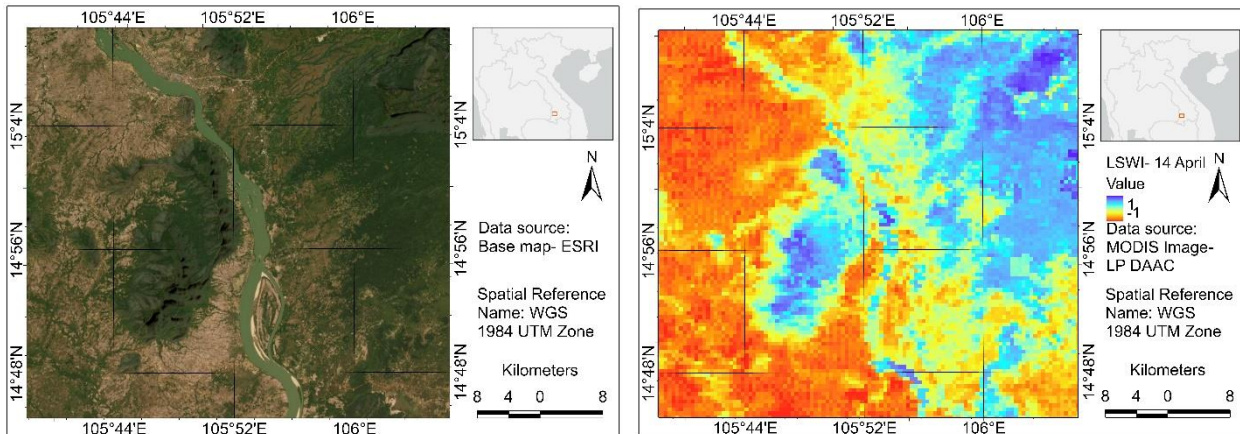 105°44'E 105°52'E 106°E
15°4'N
14°56'N
14°48'N
15°4'N
14°56'N
14°48'N
105°44'E 105°52'E 106°E
N
Data source:
Base map- ESRI
Spatial Reference
Name: WGS
1984 UTM Zone
Kilometers
8 4 0 8
105°44'E 105°52'E 106°E
15°4'N
14°56'N
14°48'N
15°4'N
14°56'N
14°48'N
105°44'E 105°52'E 106°E
LSWI- 14 April
N
Value
1
-1
Data source:
MODIS Image-
LP DAAC
Spatial Reference
Name: WGS
1984 UTM Zone
Kilometers
8 4 0 8